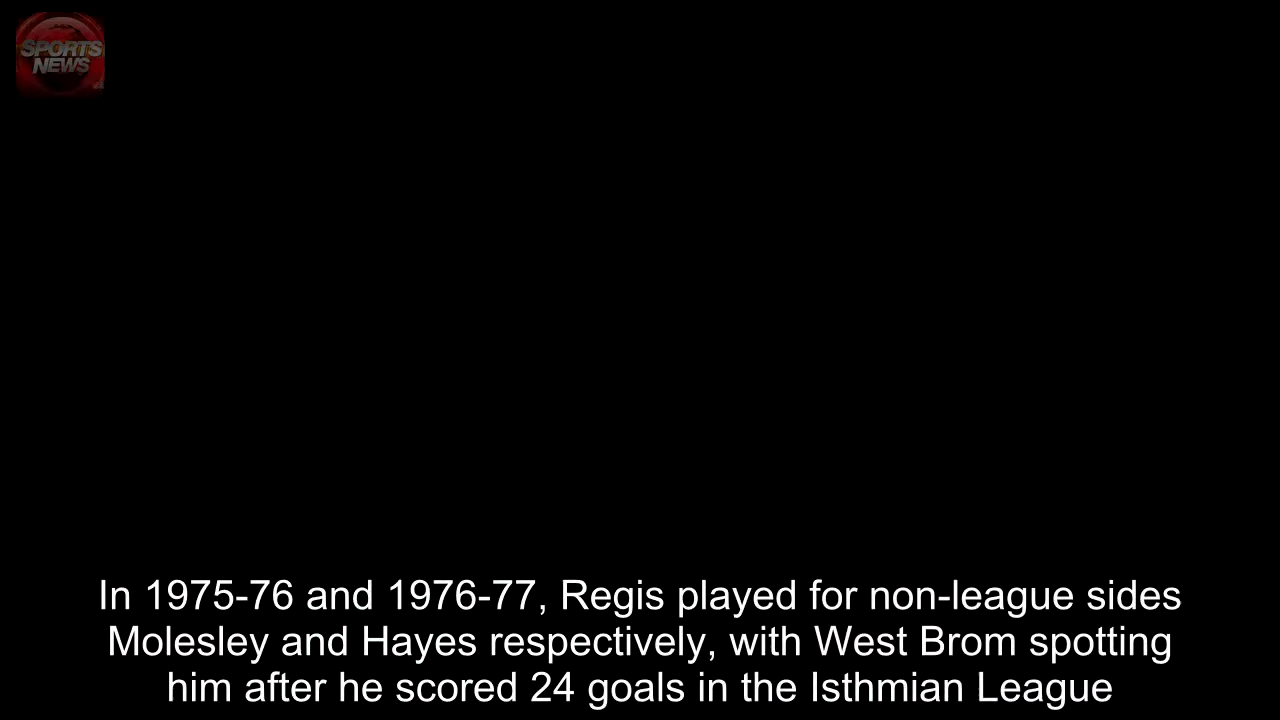 SPORTS
NEWS
In 1975-76 and 1976-77, Regis played for non-league sides
Molesley and Hayes respectively, with West Brom spotting
him after he scored 24 goals in the Isthmian League